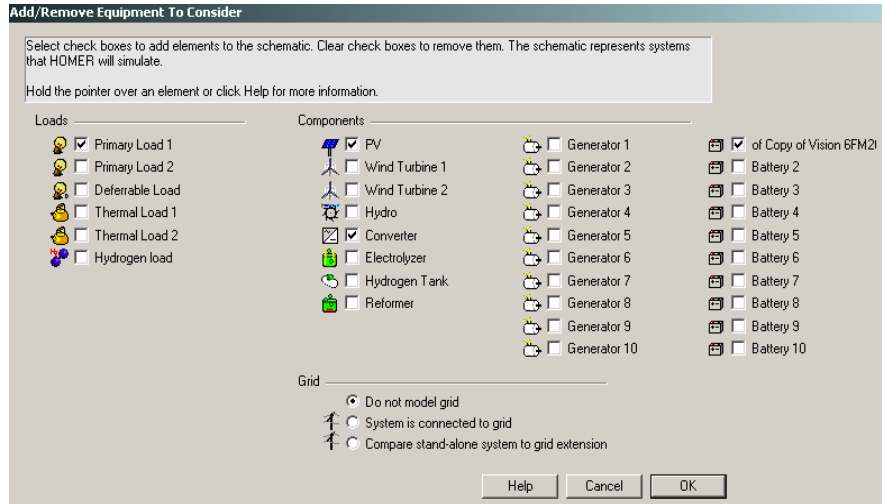 Add/Remove Equipment To Consider
Select check boxes to add elements to the schematic. Clear check boxes to remove them. The schematic represents systems
that HOMER will simulate.
Hold the pointer over an element or click Help for more information.
Loads
Primary Load 1
Primary Load 2
Deferrable Load
Thermal Load 1
Thermal Load 2
Hydrogen load
Components
PV
Wind Turbine 1
Wind Turbine 2
Hydro
Converter
Electrolyzer
Hydrogen Tank
Reformer
Generator 1
Generator 2
Generator 3
Generator 4
Generator 5
Generator 6
Generator 7
Generator 8
Generator 9
Generator 10
of Copy of Vision
Battery 2
Battery 3
Battery 4
Battery 5
Battery 6
Battery 7
Battery 8
Battery 9
Battery 10
Grid
Do not model grid
System is connected to grid
Compare stand-alone system to grid extension
Help
Cancel
OK